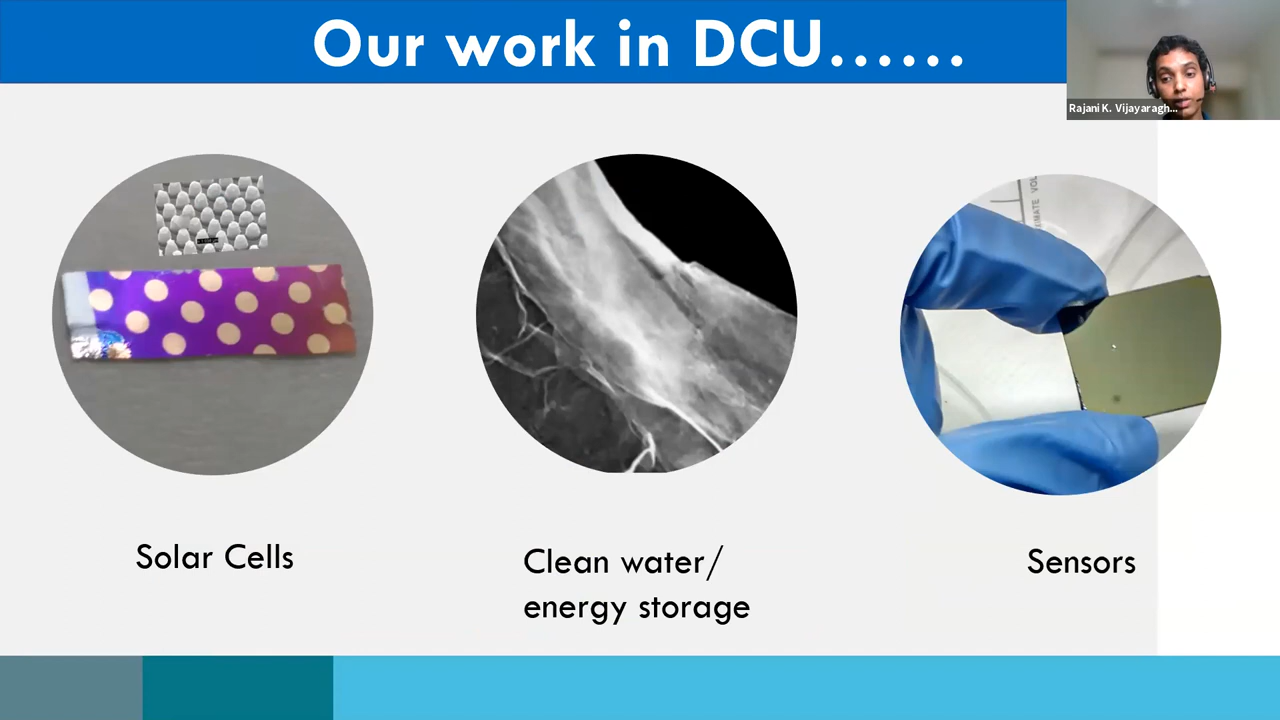 Our work in DCU......
Rajani K. Vijayaragh...
Solar Cells
Clean water/
energy storage
Sensors